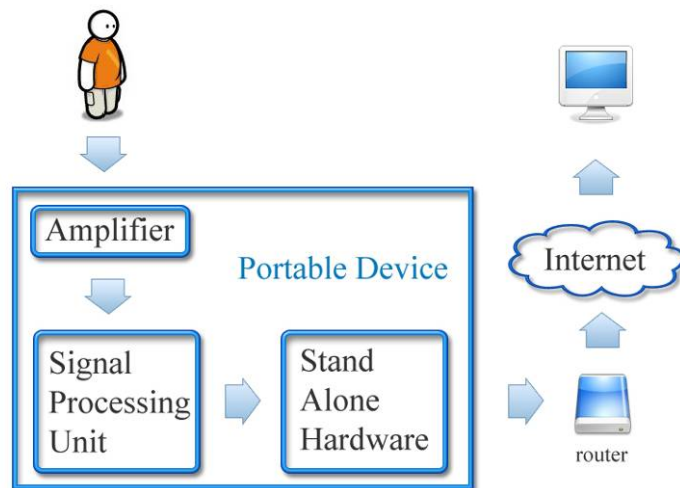 Amplifier
Portable Device
Internet
Signal
Processing
Unit
Stand
Alone
Hardware
router